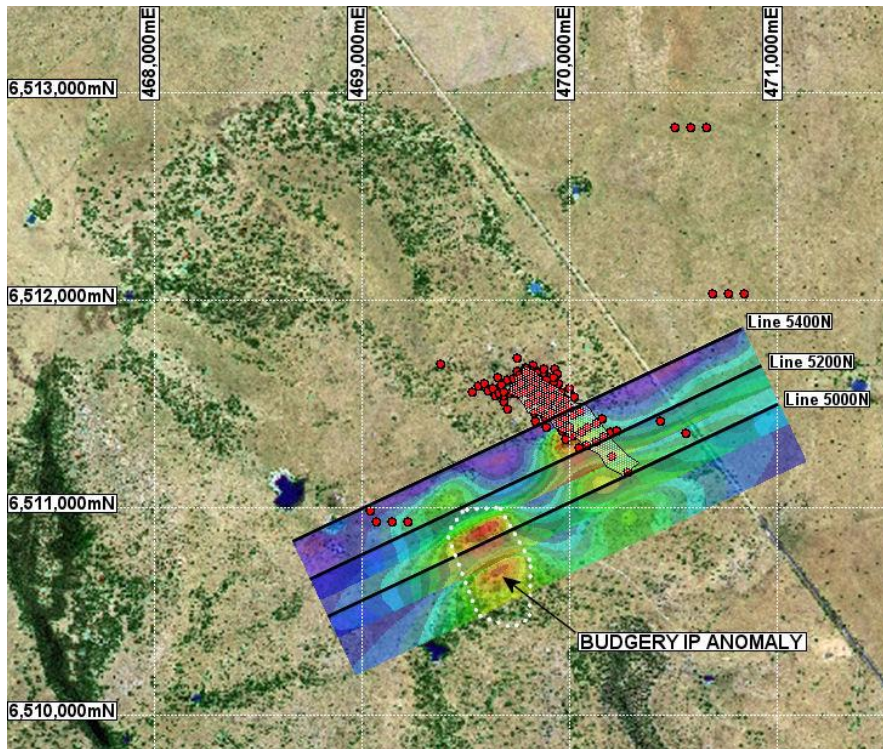 468,000mE
469,000mE
470,000mE
471,000mE
6,513,000mN
6,512,000mN
Line 5400N
Line 5200N
Line 5000N
6,511,000mN
BUDGERY IP ANOMALY
6,510,000mN